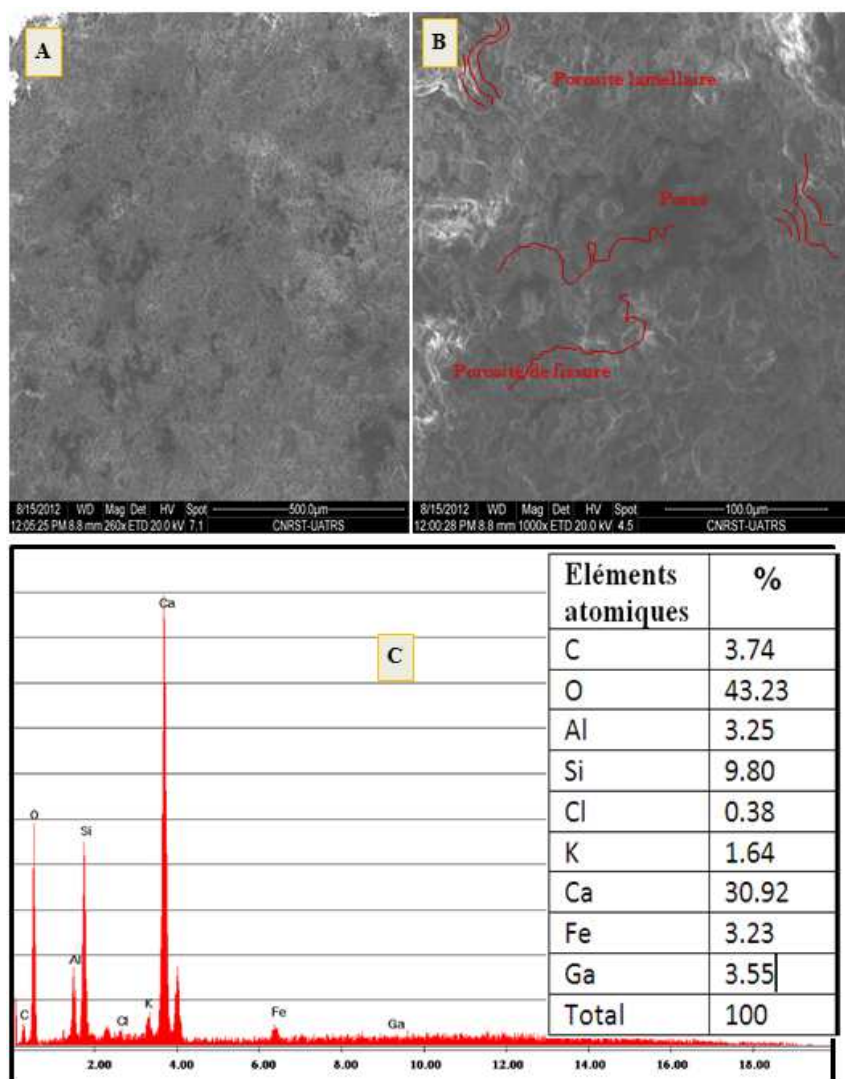 A
B
Porosité lamellaire
Pores
Porosité de fissure
8/15/2012 WD Mag Det HV Spot 500.0µm
12:05:25 PM 8.8 mm 260x ETD 20.0 kV 7.1 CNRST-UATRS
8/15/2012 WD Mag Det HV Spot 100.0µm
12:00:28 PM 8.8 mm 1000x ETD 20.0 kV 4.5 CNRST-UATRS
C
Ca
O
Si
Al
C
Cl
K
Fe
Ga
2.00 4.00 6.00 8.00 10.00 12.00 14.00 16.00 18.00
Eléments atomiques %
C 3.74
O 43.23
Al 3.25
Si 9.80
Cl 0.38
K 1.64
Ca 30.92
Fe 3.23
Ga 3.55
Total 100